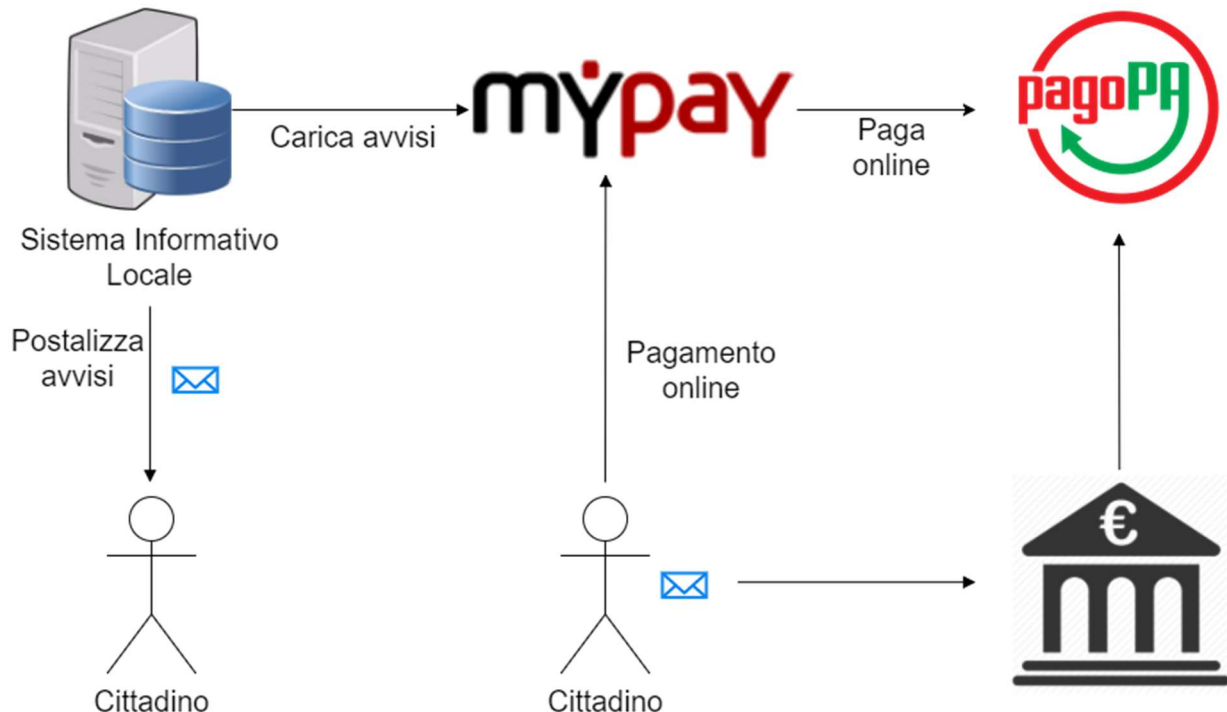 mypay
pagoPA
Carica avvisi
Paga
online
Sistema Informativo
Locale
Postalizza
avvisi
Pagamento
online
€
Cittadino
Cittadino